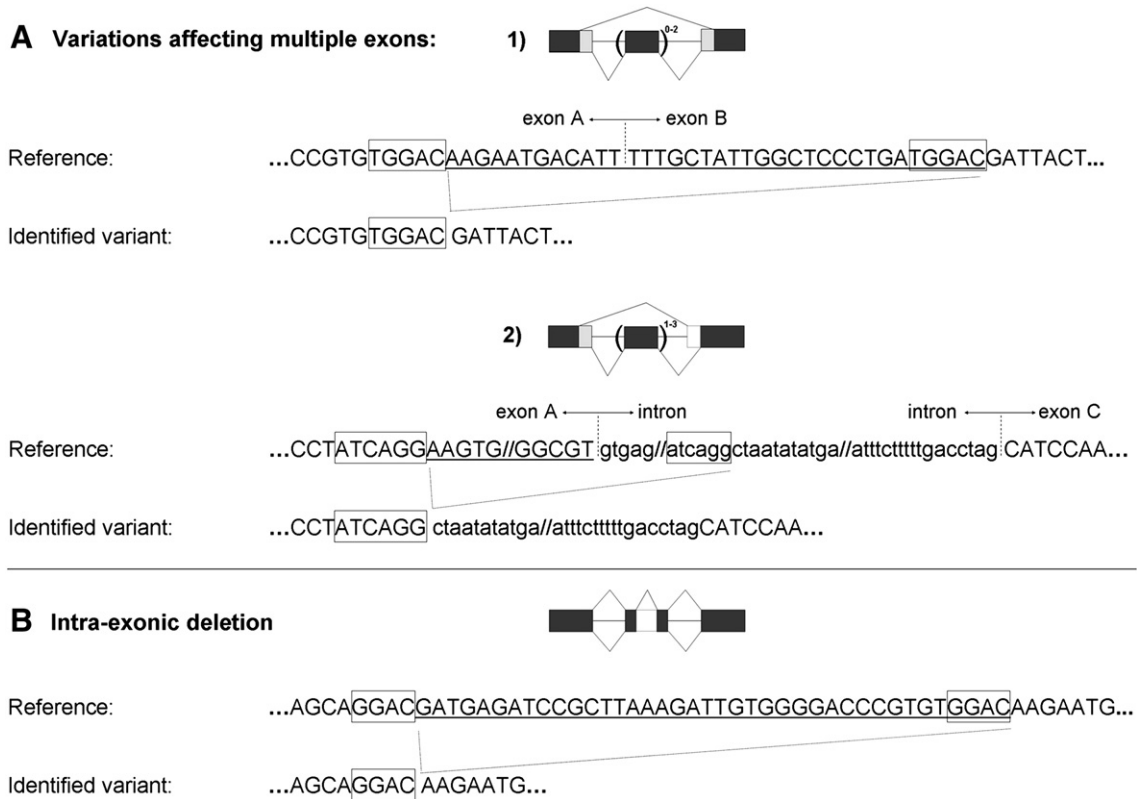 A Variations affecting multiple exons:
1)
( )0-2
exon A exon B
Reference: ...CCGTGTGGACAAGAATGACATT TTTGCTATTGGCTCCCTGATGGACGATTACT...
Identified variant: ...CCGTGTGGAC GATTACT...
2)
( )1-3
exon A intron intron exon C
Reference: ...CCTATCAGGAAGTG//GGCGT gtgag//atcaggctaatatatga//atttctttttgacctag CATCCAA...
Identified variant: ...CCTATCAGG ctaatatatga//atttctttttgacctagCATCCAA...
B Intra-exonic deletion
Reference: ...AGCAGGACGATGAGATCCGCTTAAAGATTGTGGGGACCCGTGTGGACAAGAATG...
Identified variant: ...AGCAGGAC AAGAATG...